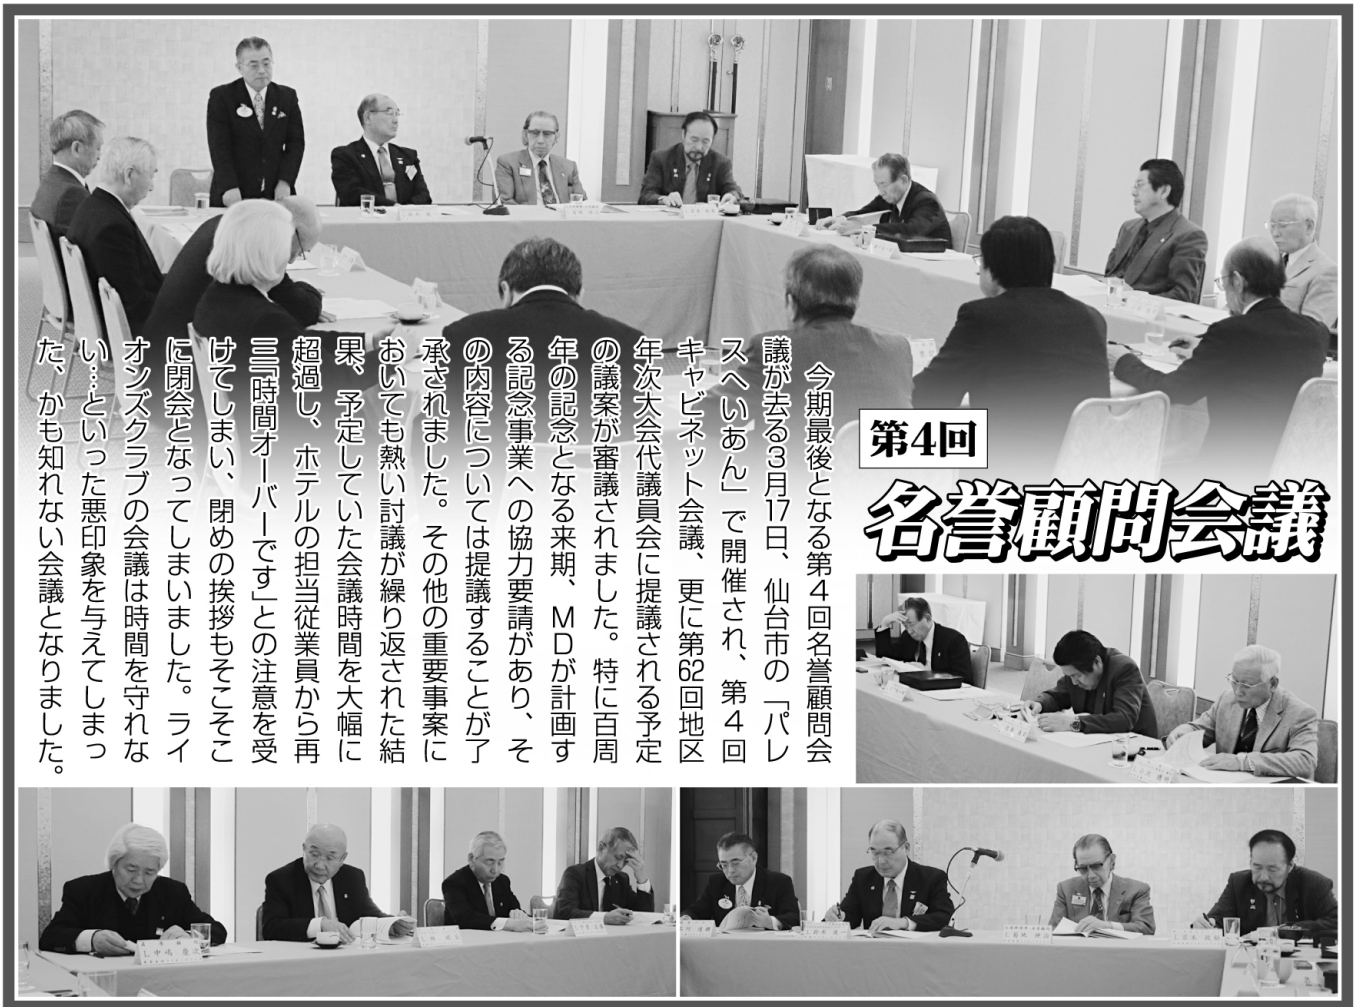 第4回
名誉顧問会議
今期最後となる第4回名誉顧問会
議が去る3月17日、仙台市の「パレ
スへいあん」で開催され、第4回
キャビネット会議、更に第62回地区
年次大会代議員会に提議される予定
の議案が審議されました。特に百周
年の記念となる来期、MDが計画す
る記念事業への協力要請があり、そ
の内容については提議することが了
承されました。その他の重要事案に
おいても熱い討議が繰り返された結
果、予定していた会議時間を大幅に
超過し、ホテルの担当従業員から再
三「時間オーバーです」との注意を受
けてしまい、閉めの挨拶もそこそこ
に閉会となってしまいました。ライ
オンズクラブの会議は時間を守れな
い…といった悪印象を与えてしまっ
た、かも知れない会議となりました。